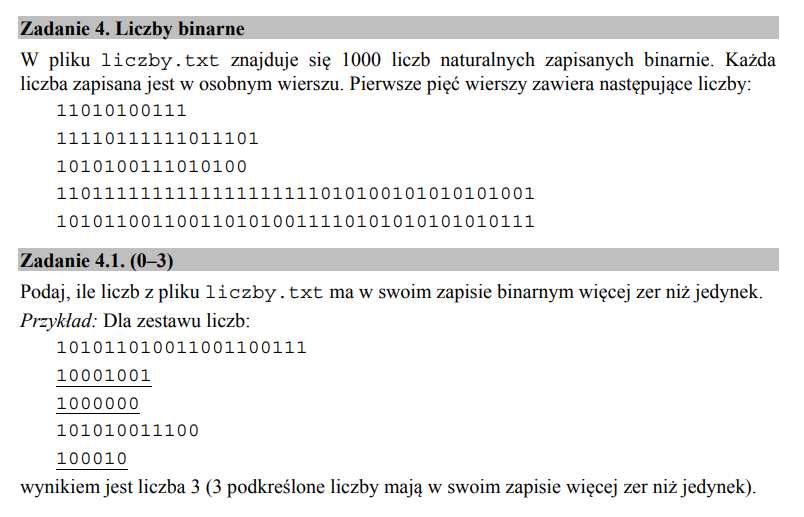 Zadanie 4. Liczby binarne
W pliku liczby.txt znajduje się 1000 liczb naturalnych zapisanych binarnie. Każda
liczba zapisana jest w osobnym wierszu. Pierwsze pięć wierszy zawiera następujące liczby:
11010100111
11110111111011101
1010100111010100
1101111111111111111111010100101010101001
1010110011001101010011110101010101010111
Zadanie 4.1. (0–3)
Podaj, ile liczb z pliku liczby.txt ma w swoim zapisie binarnym więcej zer niż jedynek.
Przykład: Dla zestawu liczb:
101011010011001100111
10001001
1000000
101010011100
100010
wynikiem jest liczba 3 (3 podkreślone liczby mają w swoim zapisie więcej zer niż jedynek).